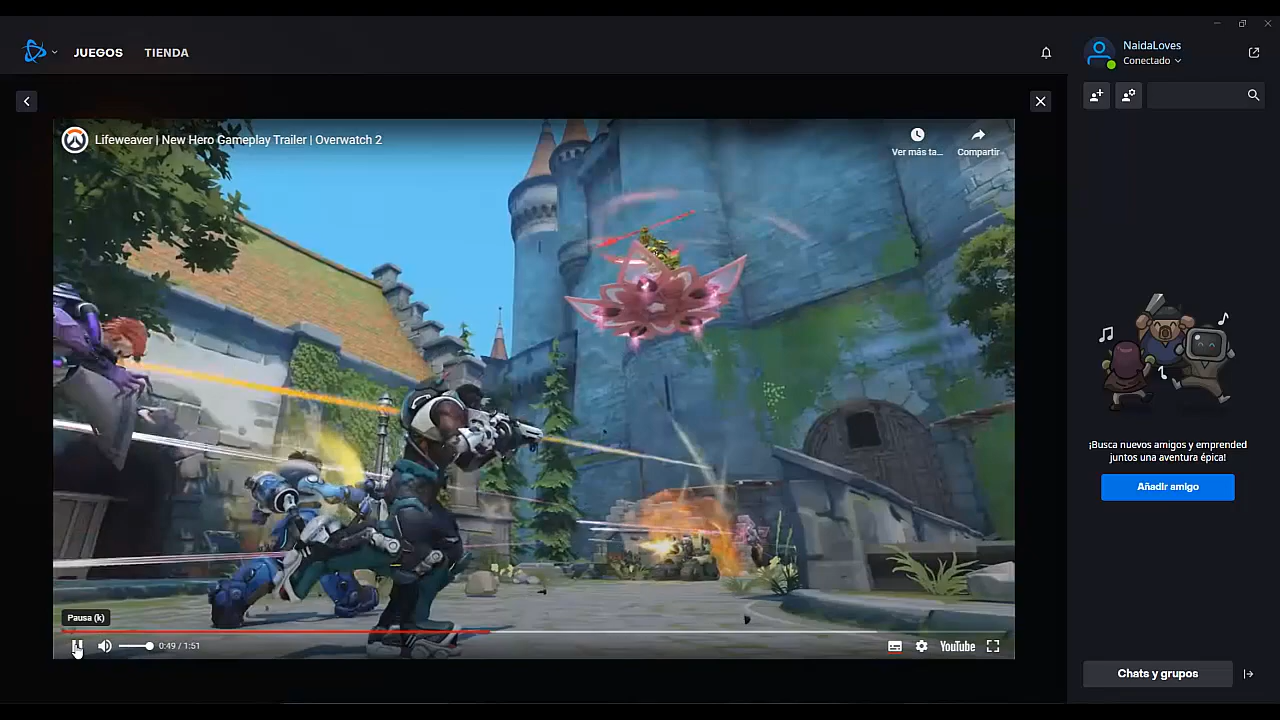 JUEGOS
TIENDA
NaidaLoves
Conectado
Lifeweaver | New Hero Gameplay Trailer | Overwatch 2
Ver más ta...
Compartir
¡Busca nuevos amigos y emprended
juntos una aventura épica!
Añadir amigo
Pausa (k)
0:49 / 1:51
YouTube
Chats y grupos